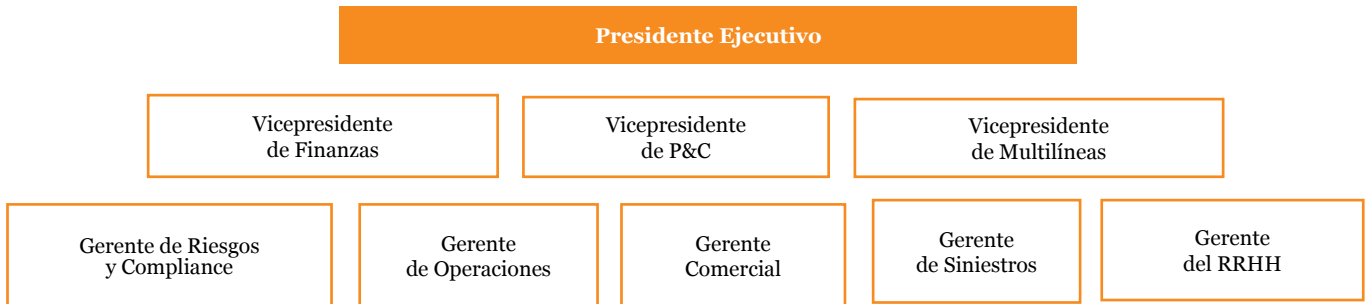 Presidente Ejecutivo
Vicepresidente
de Finanzas
Vicepresidente
de P&C
Vicepresidente
de Multilíneas
Gerente de Riesgos
y Compliance
Gerente
de Operaciones
Gerente
Comercial
Gerente
de Siniestros
Gerente
del RRHH